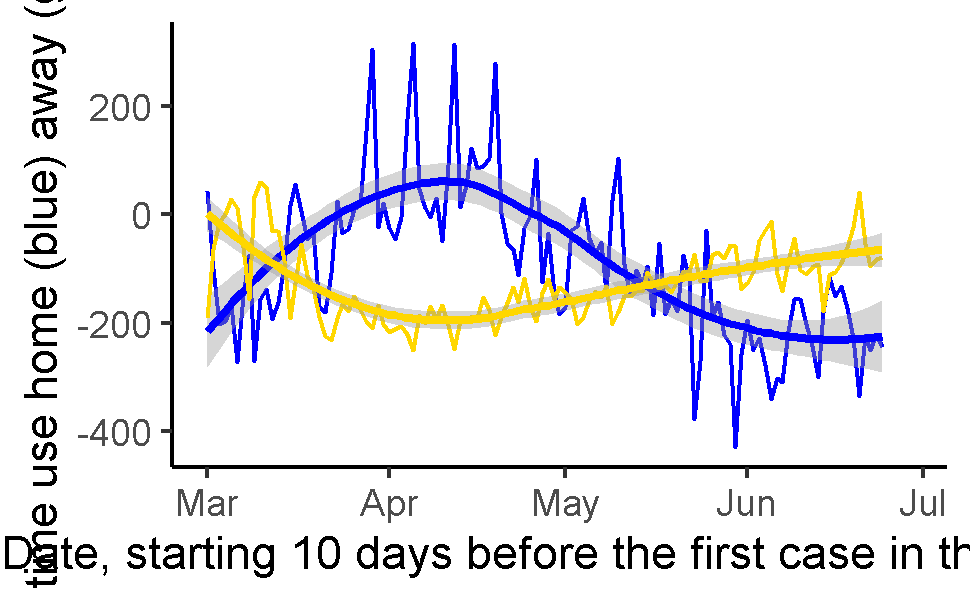 time use home (blue) away (
200
0
-200
-400
Mar Apr May Jun Jul
Date, starting 10 days before the first case in th